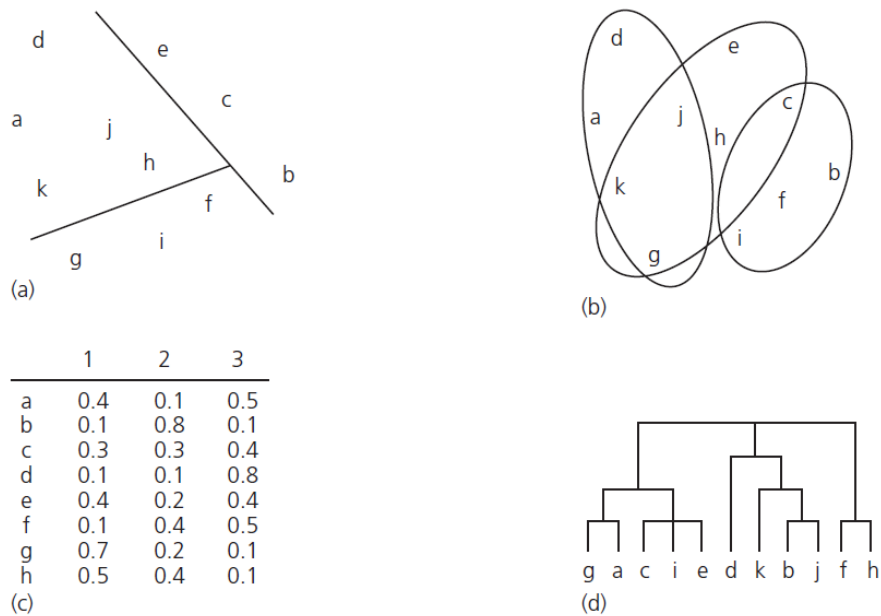 d
e
c
a
j
h
b
k
f
i
g
(a)
d
e
c
a
j
h
b
k
f
i
g
(b)
1 2 3
a 0.4 0.1 0.5
b 0.1 0.8 0.1
c 0.3 0.3 0.4
d 0.1 0.1 0.8
e 0.4 0.2 0.4
f 0.1 0.4 0.5
g 0.7 0.2 0.1
h 0.5 0.4 0.1
(c)
g a c i e d k b j f h
(d)